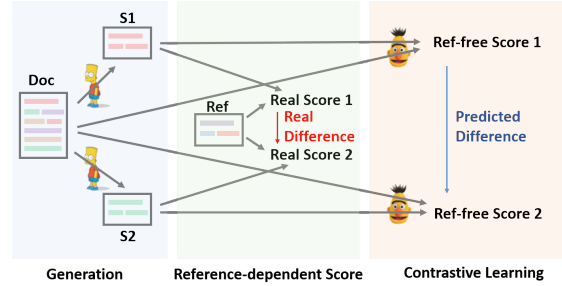 S1
Doc
S2
Ref
Real Score 1
Real
Difference
Real Score 2
Ref-free Score 1
Predicted
Difference
Ref-free Score 2
Generation
Reference-dependent Score
Contrastive Learning